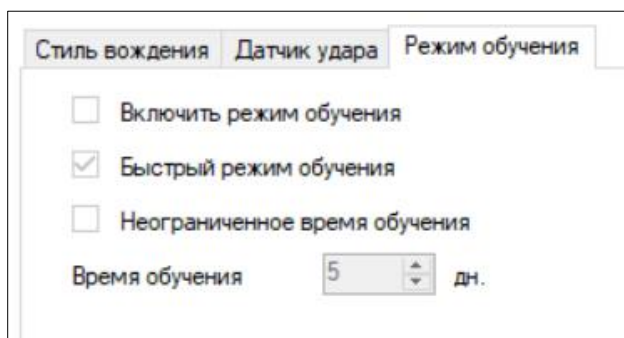 Стиль вождения Датчик удара Режим обучения
Включить режим обучения
Быстрый режим обучения
Неограниченное время обучения
Время обучения 5 дн.